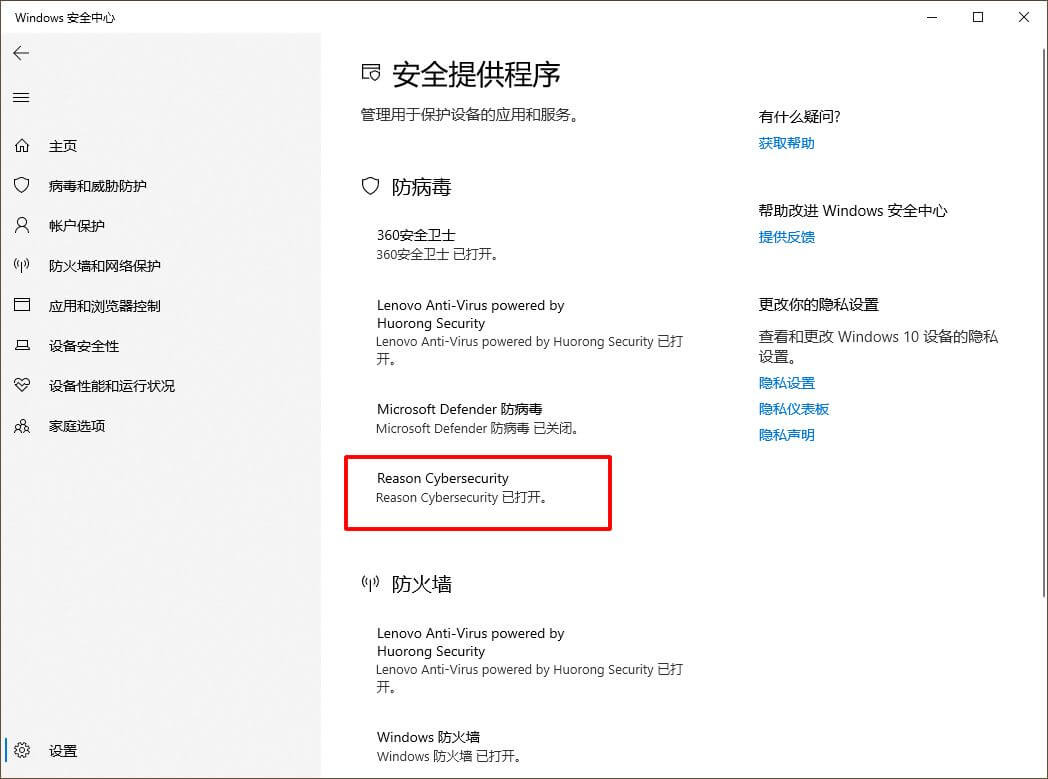 Windows 安全中心
主页
病毒和威胁防护
帐户保护
防火墙和网络保护
应用和浏览器控制
设备安全性
设备性能和运行状况
家庭选项
设置
安全提供程序
管理用于保护设备的应用和服务。
防病毒
360安全卫士
360安全卫士 已打开。
Lenovo Anti-Virus powered by
Huorong Security
Lenovo Anti-Virus powered by Huorong Security 已打
开。
Microsoft Defender 防病毒
Microsoft Defender 防病毒 已关闭。
Reason Cybersecurity
Reason Cybersecurity 已打开。
防火墙
Lenovo Anti-Virus powered by
Huorong Security
Lenovo Anti-Virus powered by Huorong Security 已打
开。
Windows 防火墙
Windows 防火墙 已打开。
有什么疑问?
获取帮助
帮助改进 Windows 安全中心
提供反馈
更改你的隐私设置
查看和更改 Windows 10 设备的隐私
设置。
隐私设置
隐私仪表板
隐私声明